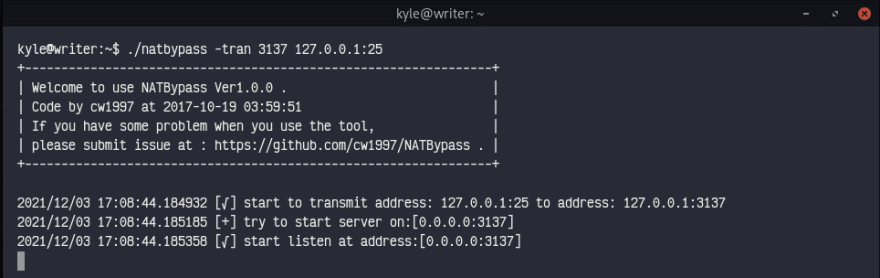 kyle@writer: ~
kyle@writer:~$ ./natbypass -tran 3137 127.0.0.1:25
+------------------------------------------------------------+
| Welcome to use NATBypass Ver1.0.0 .                        |
| Code by cw1997 at 2017-10-19 03:59:51                      |
| If you have some problem when you use the tool,            |
| please submit issue at : https://github.com/cw1997/NATBypass . |
+------------------------------------------------------------+
2021/12/03 17:08:44.184932 [√] start to transmit address: 127.0.0.1:25 to address: 127.0.0.1:3137
2021/12/03 17:08:44.185185 [+] try to start server on:[0.0.0.0:3137]
2021/12/03 17:08:44.185358 [√] start listen at address:[0.0.0.0:3137]